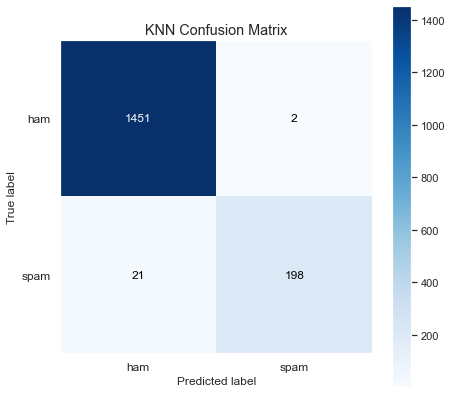 KNN Confusion Matrix
ham
1451
2
spam
21
198
ham
spam
True label
Predicted label
1400
1200
1000
800
600
400
200